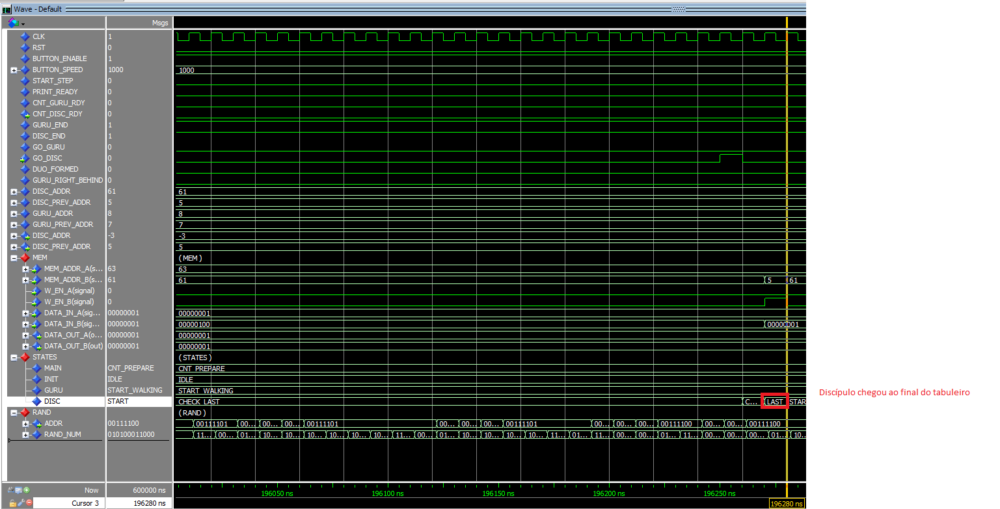 Wave - Default
Msgs
CLK 1
RST 0
BUTTON_ENABLE 1
BUTTON_SPEED 1000 1000
START_STEP 0
PRINT_READY 0
CNT_GURU_RDY 0
CNT_DISC_RDY 0
GURU_END 1
DISC_END 1
GO_GURU 0
GO_DISC 0
DUO_FORMED 0
GURU_RIGHT_BEHIND 0
DISC_ADDR 61 61
DISC_PREV_ADDR 5 5
GURU_ADDR 8 8
GURU_PREV_ADDR 7 7
DISC_ADDR -3 -3
DISC_PREV_ADDR 5 5
MEM ( MEM )
MEM_ADDR_A(s... 63 63
MEM_ADDR_B(s... 61 61 5 61
W_EN_A(signal) 0
W_EN_B(signal) 0
DATA_IN_A(sig... 00000001 00000001
DATA_IN_B(sig... 00000001 00000100 00000001
DATA_OUT_A(o... 00000001 00000001
DATA_OUT_B(out) 00000001 00000001
STATES ( STATES )
MAIN CNT_PREPARE CNT_PREPARE
INIT IDLE IDLE
GURU START_WALKING START_WALKING
DISC START CHECK_LAST C... LAST STAR
Discípulo chegou ao final do tabuleiro
RAND ( RAND )
ADDR 00111100 00111101 00... 00... 00... 00111101 00... 00... 00... 00111101 00... 00... 00... 00111100 00... 00... 00111100
RAND_NUM 010100011000 11... 00... 01... 10... 00... 10... 10... 10... 10... 11... 00... 01... 10... 10... 10... 10... 11... 01... 11... 00... 00... 01... 11... 00... 00... 00... 01... 10...
Now 600000 ns 196050 ns 196100 ns 196150 ns 196200 ns 196250 ns
Cursor 3 196280 ns 196280 ns